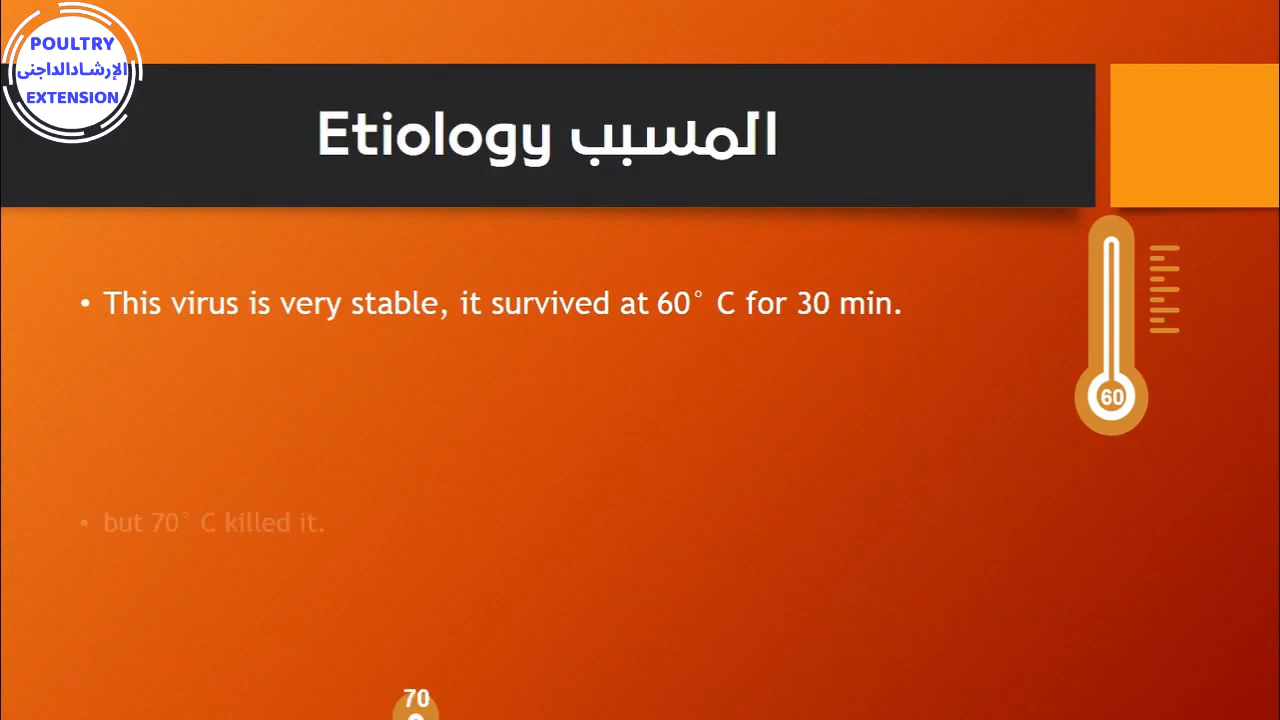 POULTRY
الإرشادالداجنى
EXTENSION
Etiology المسبب
• This virus is very stable, it survived at 60° C for 30 min.
60
• but 70° C killed it.
70